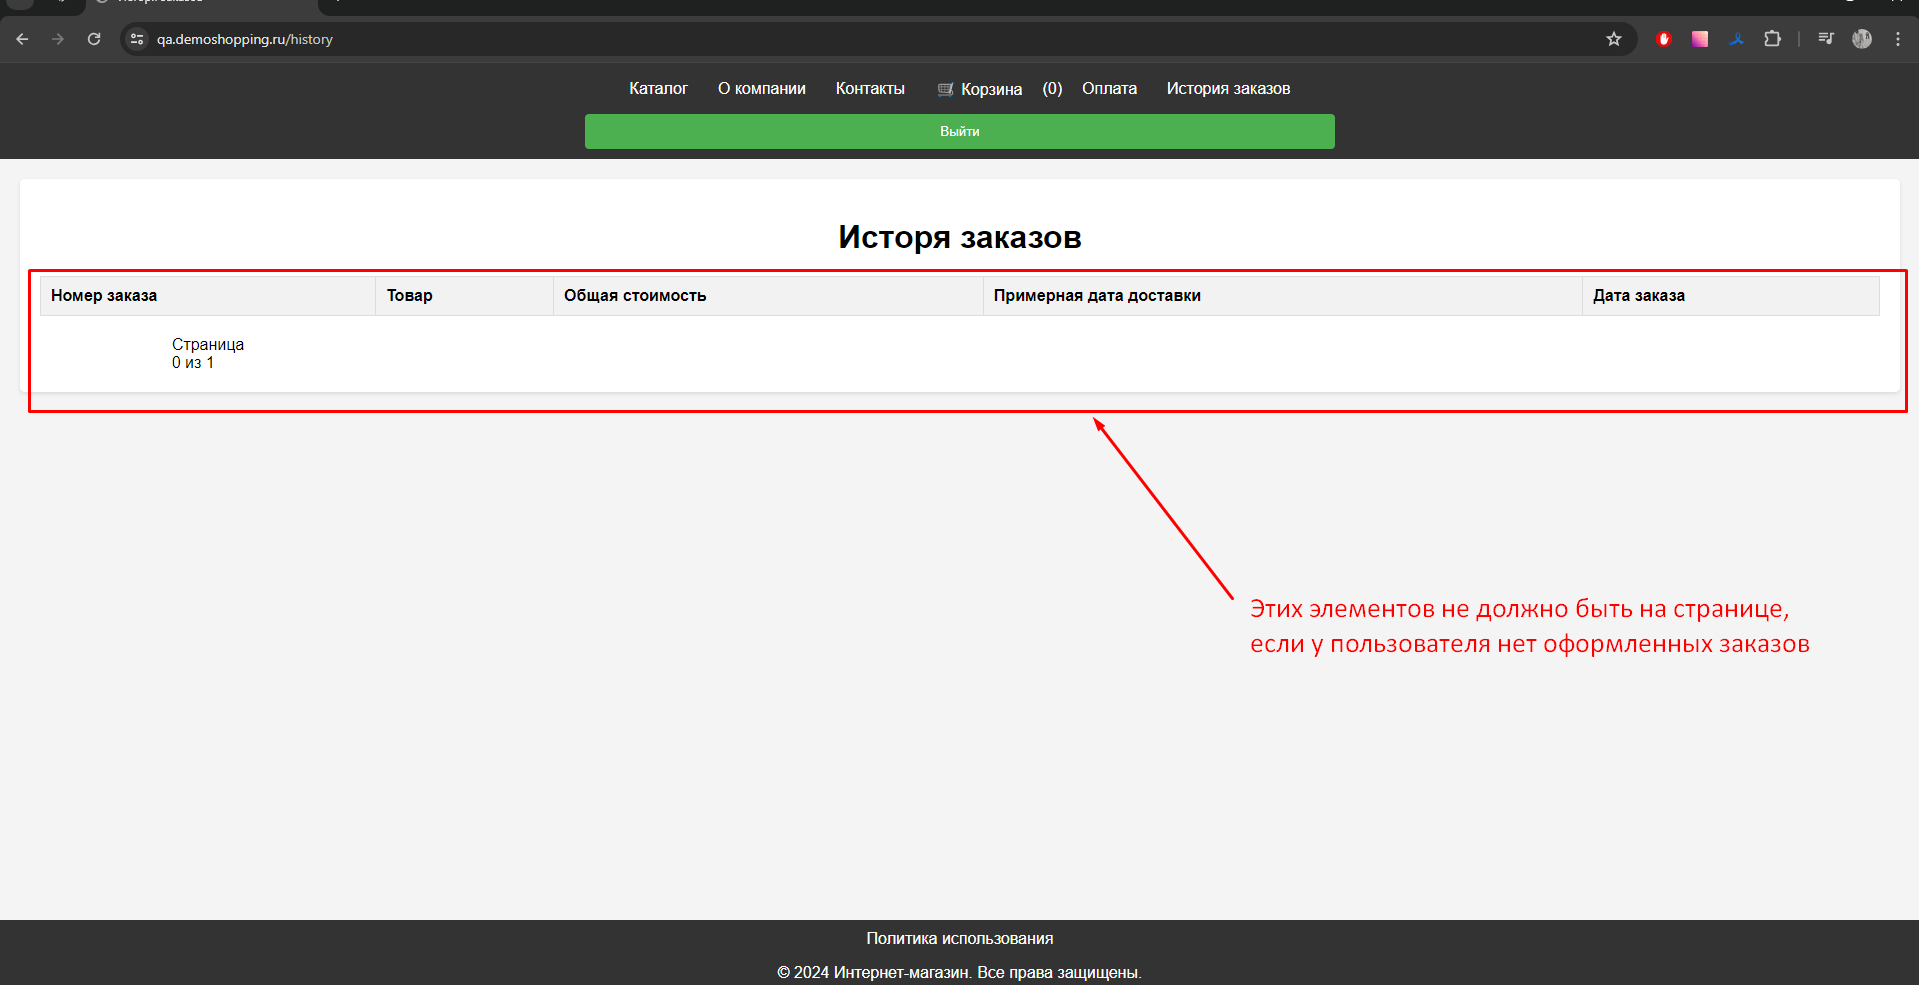 qa.demoshopping.ru/history
Каталог О компании Контакты Корзина (0) Оплата История заказов
Выйти
Исторя заказов
Номер заказа Товар Общая стоимость Примерная дата доставки Дата заказа
Страница
0 из 1
Этих элементов не должно быть на странице,
если у пользователя нет оформленных заказов
Политика использования
© 2024 Интернет-магазин. Все права защищены.